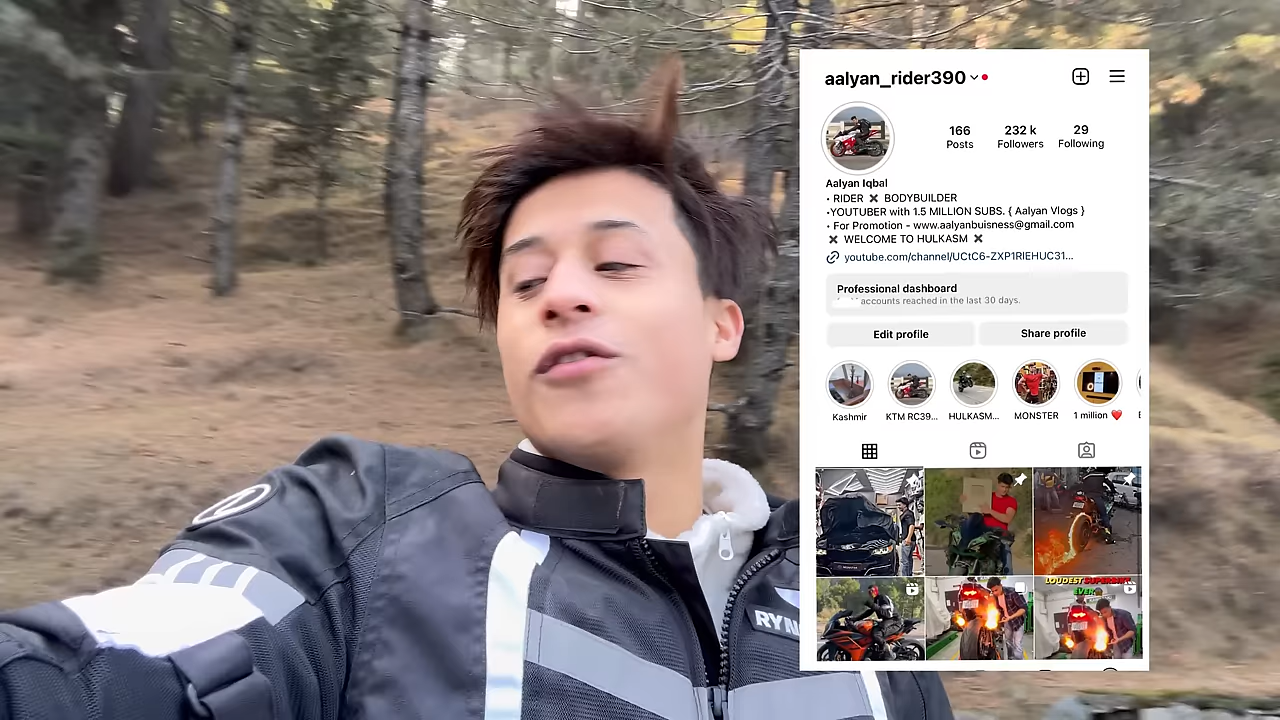 aalyan_rider390
166
Posts
232 k
Followers
29
Following
Aalyan Iqbal
• RIDER ✖ BODYBUILDER
•YOUTUBER with 1.5 MILLION SUBS. { Aalyan Vlogs }
• For Promotion - www.aalyanbuisness@gmail.com
✖ WELCOME TO HULKASM ✖
youtube.com/channel/UCtC6-ZXP1RlEHUC31...
Professional dashboard
accounts reached in the last 30 days.
Edit profile
Share profile
Kashmir
KTM RC39...
HULKASM...
MONSTER
1 million ❤️
LOUDEST SUPERBIKE
EVER
RYN